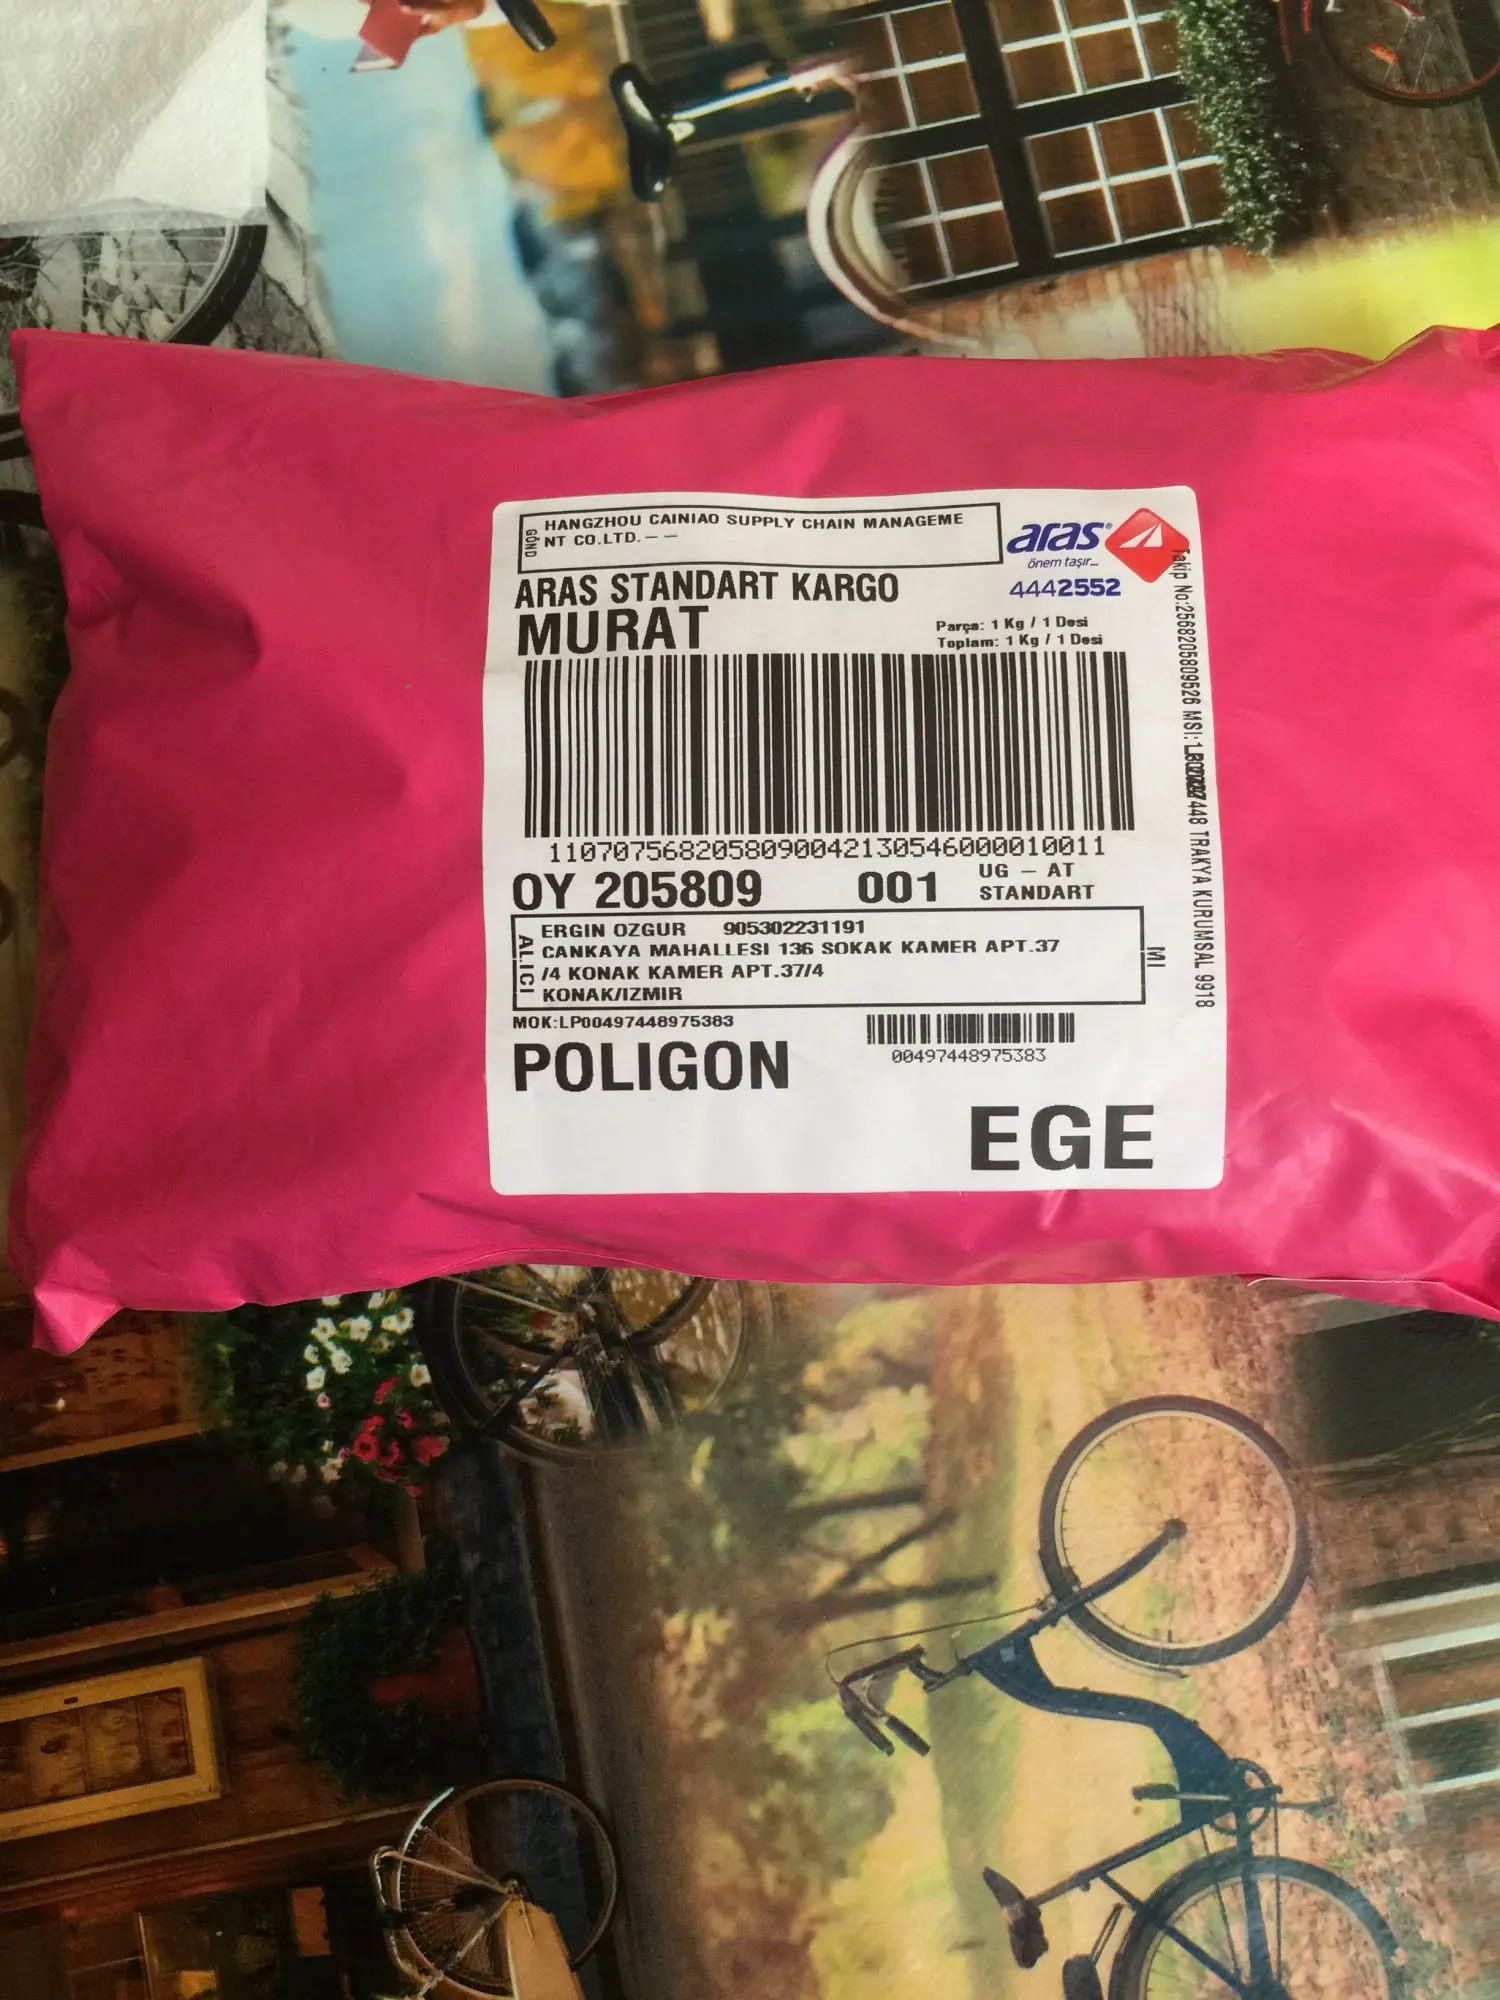 GÖND
HANGZHOU CAINIAO SUPPLY CHAIN MANAGEME
NT CO.LTD.– –
aras
önem taşır...
4442552
ARAS STANDART KARGO
MURAT
Parça: 1 Kg / 1 Desi
Toplam: 1 Kg / 1 Desi
1107075682058090042130546000010011
OY 205809 001 UG – AT
STANDART
ALICI
ERGIN OZGUR 905302231191
CANKAYA MAHALLESI 136 SOKAK KAMER APT.37
/4 KONAK KAMER APT.37/4
KONAK/IZMIR
MI
MOK:LP00497448975383
00497448975383
POLIGON
EGE
Takip No:2568205809526 MSI: TRAKYA KURUMSAL 9918